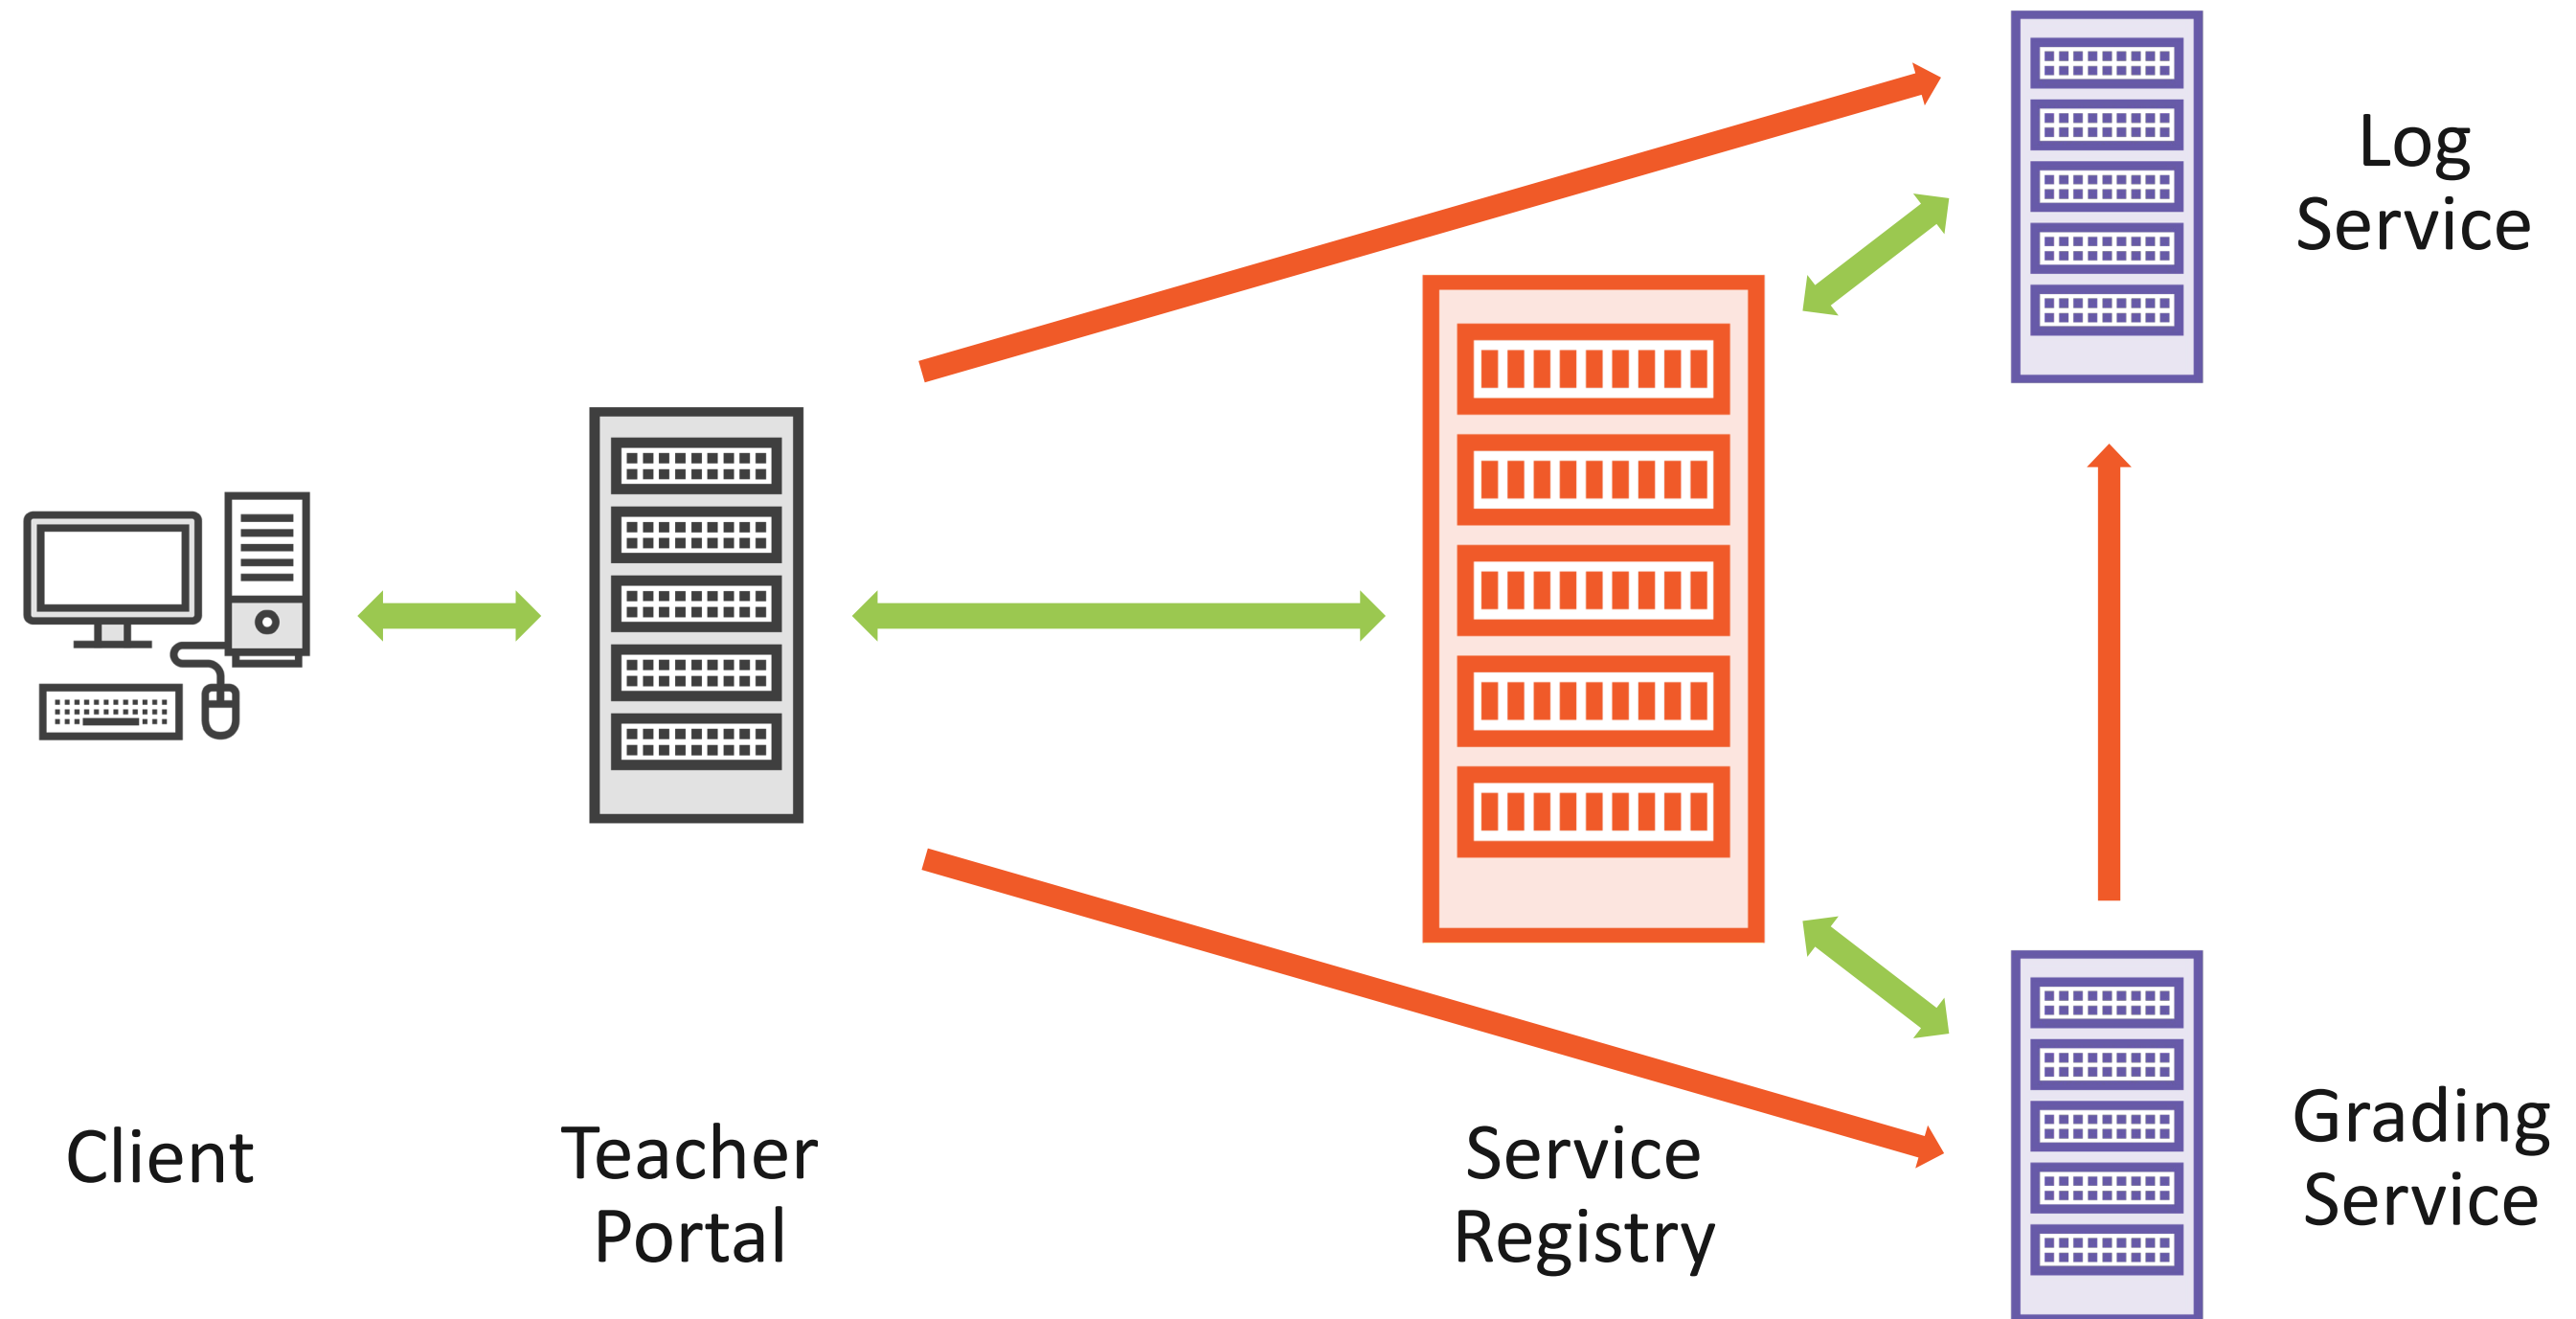 Log
Service
Client
Teacher
Portal
Service
Registry
Grading
Service